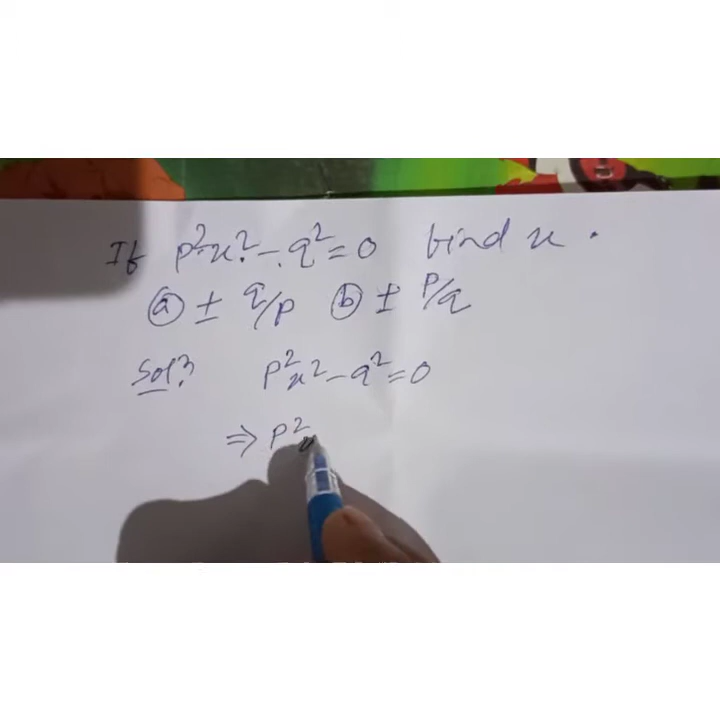 If p²x² - q² = 0 find x .
(a) ± q/p (b) ± p/q
Sol? p²x² - q² = 0
⇒ p²